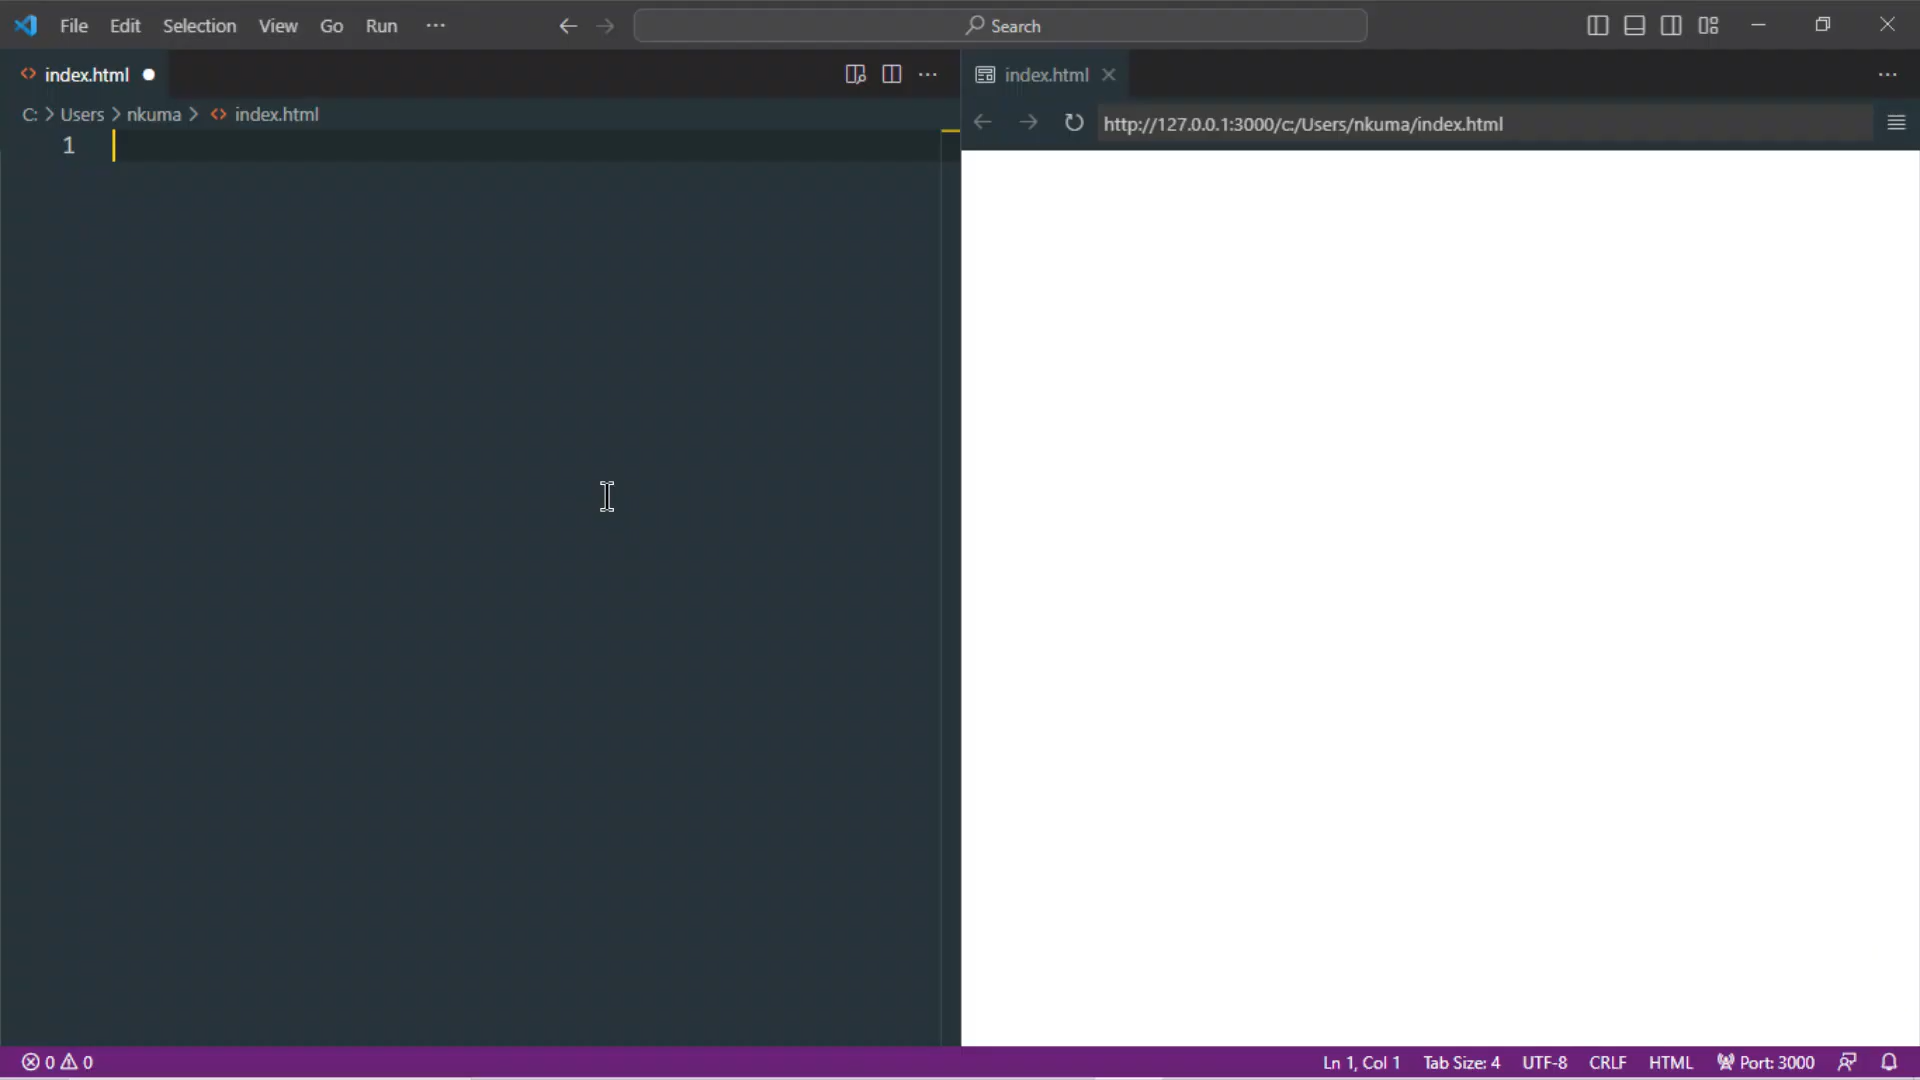 File Edit Selection View Go Run ··· Search
index.html
index.html
C: > Users > nkuma > index.html
http://127.0.0.1:3000/c:/Users/nkuma/index.html
1
0 0 Ln 1, Col 1 Tab Size: 4 UTF-8 CRLF HTML Port: 3000